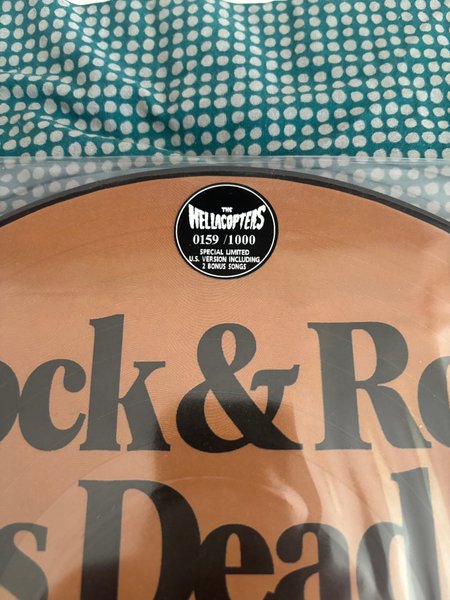 THE
HELLACOPTERS
0159 /1000
SPECIAL LIMITED
U.S. VERSION INCLUDING
2 BONUS SONGS
ock & Ro
s Dead